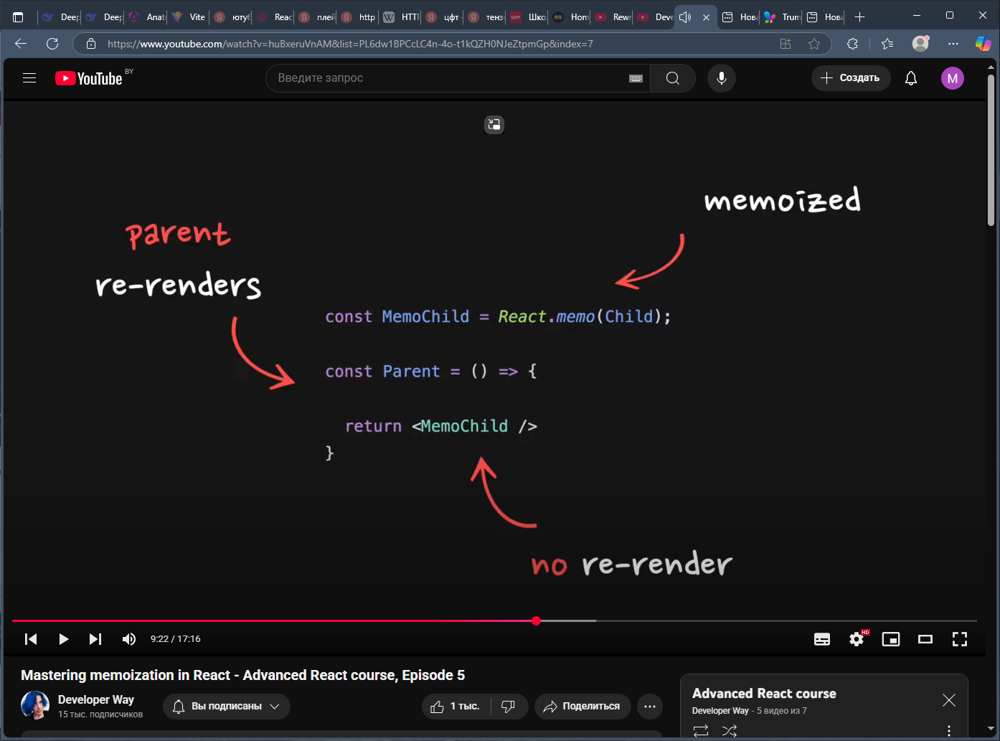 Deep
Deep
Anat
Vite
ютуб
Reac
плей
http
HTTP
цфт
тенз
Шко
Hom
Rewr
Deve
Нова
Trum
Нова
https://www.youtube.com/watch?v=huBxeruVnAM&list=PL6dw1BPCcLC4n-4o-t1kQZH0NJeZtpmGp&index=7
YouTube BY
Введите запрос
Создать
M
memoized
parent
re-renders
const MemoChild = React.memo(Child);
const Parent = () => {
return <MemoChild />
}
no re-render
9:22 / 17:16
HD
Mastering memoization in React - Advanced React course, Episode 5
Developer Way
15 тыс. подписчиков
Вы подписаны
1 тыс.
Поделиться
Advanced React course
Developer Way - 5 видео из 7